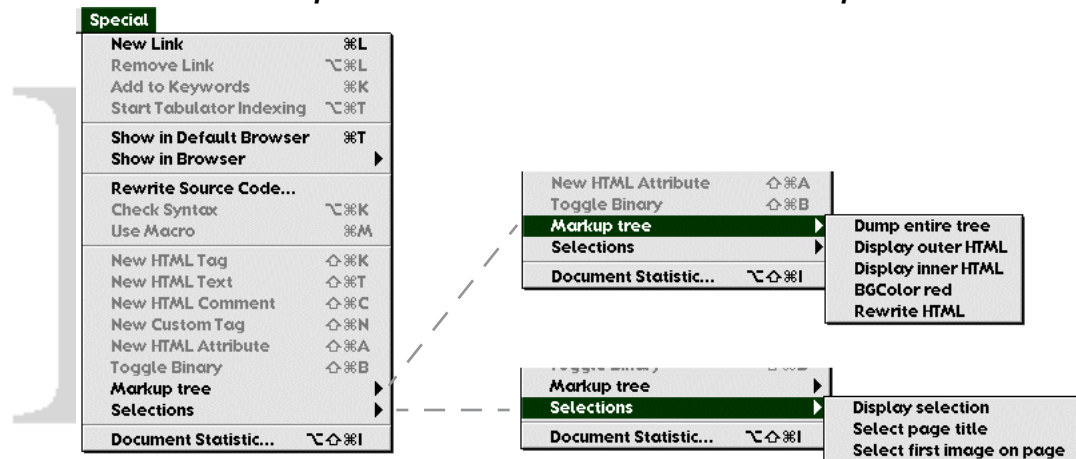 Special
New Link ⌘L
Remove Link ⌥⌘L
Add to Keywords ⌘K
Start Tabulator Indexing ⌥⌘T
Show in Default Browser ⌘T
Show in Browser
Rewrite Source Code...
Check Syntax ⌥⌘K
Use Macro ⌘M
New HTML Tag ⇧⌘K
New HTML Text ⇧⌘T
New HTML Comment ⇧⌘C
New Custom Tag ⇧⌘N
New HTML Attribute ⇧⌘A
Toggle Binary ⇧⌘B
Markup tree
Selections
Document Statistic... ⌥⇧⌘I
New HTML Attribute ⇧⌘A
Toggle Binary ⇧⌘B
Markup tree
Selections
Document Statistic... ⌥⇧⌘I
Dump entire tree
Display outer HTML
Display inner HTML
BGColor red
Rewrite HTML
Markup tree
Selections
Document Statistic... ⌥⇧⌘I
Display selection
Select page title
Select first image on page